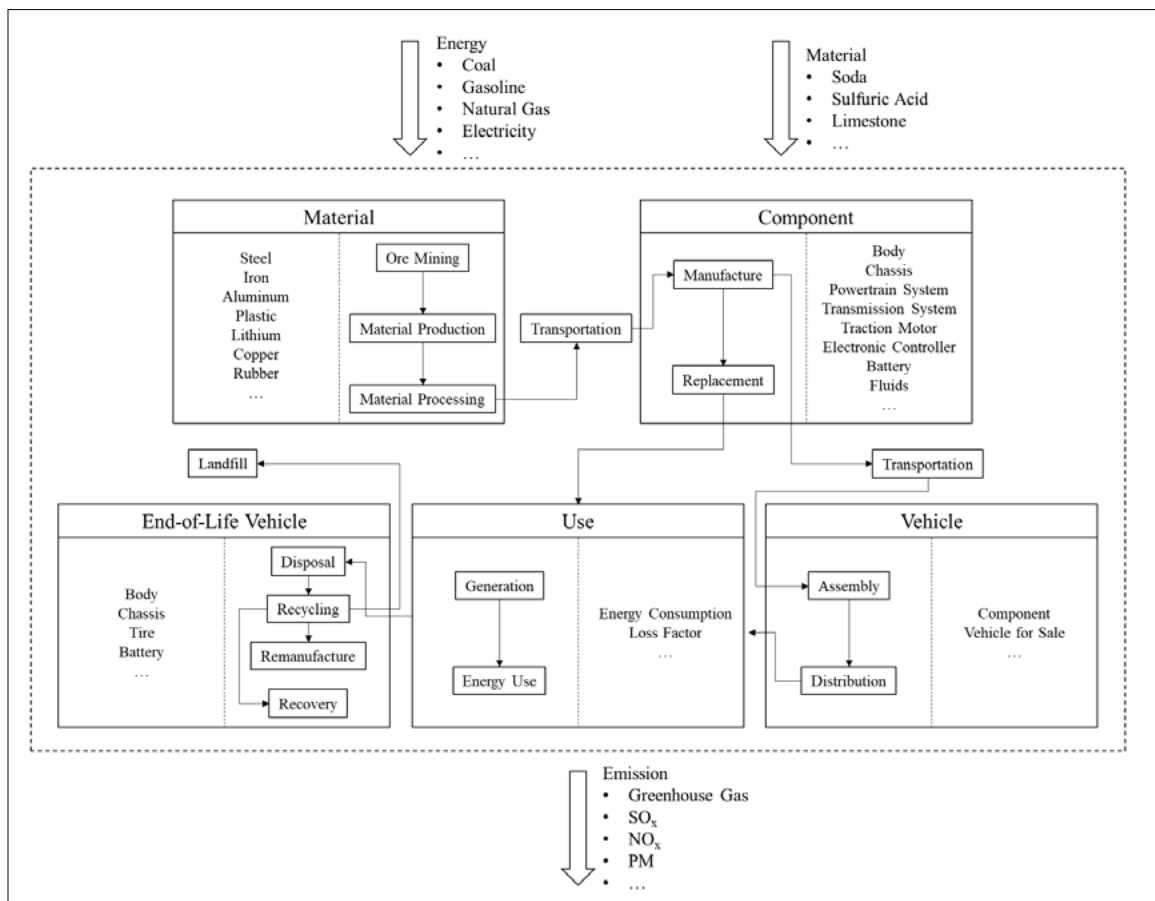 Energy
• Coal
• Gasoline
• Natural Gas
• Electricity
• …
Material
• Soda
• Sulfuric Acid
• Limestone
• …
Material
Steel
Iron
Aluminum
Plastic
Lithium
Copper
Rubber
…
Ore Mining
Material Production
Material Processing
Transportation
Component
Manufacture
Replacement
Body
Chassis
Powertrain System
Transmission System
Traction Motor
Electronic Controller
Battery
Fluids
…
Landfill
Transportation
End-of-Life Vehicle
Body
Chassis
Tire
Battery
…
Disposal
Recycling
Remanufacture
Recovery
Use
Generation
Energy Use
Energy Consumption
Loss Factor
…
Vehicle
Assembly
Distribution
Component
Vehicle for Sale
…
Emission
• Greenhouse Gas
• SOₓ
• NOₓ
• PM
• …